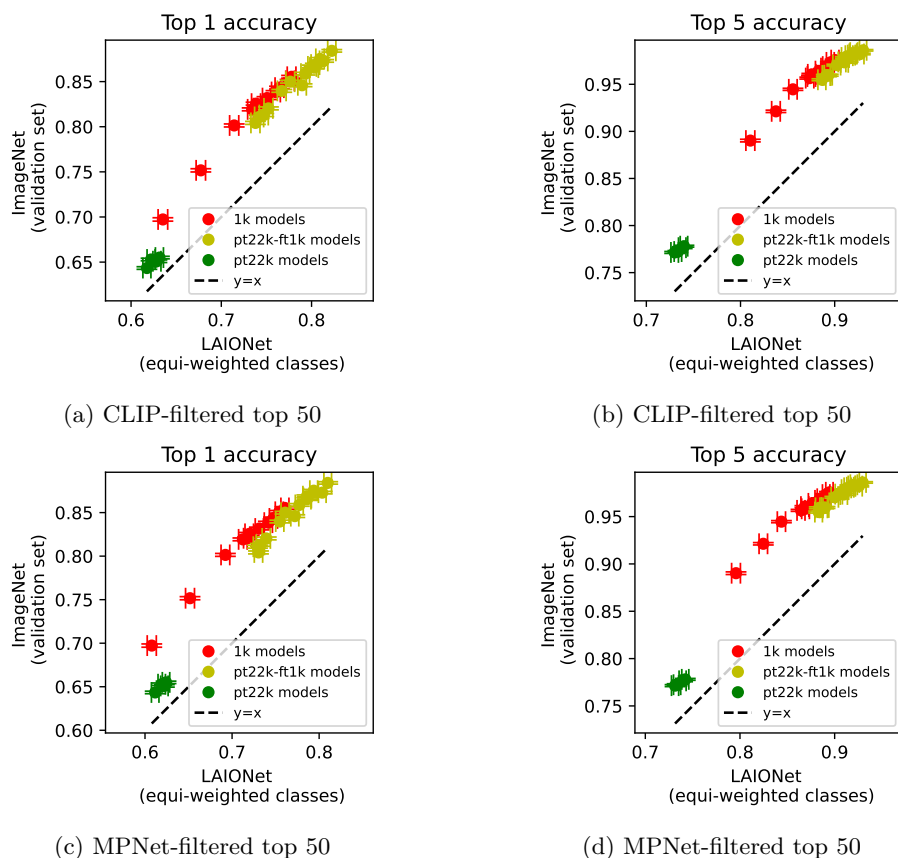 Top 1 accuracy
ImageNet
(validation set)
0.85
0.80
0.75
0.70
0.65
1k models
pt22k-ft1k models
pt22k models
y=x
0.6
0.7
0.8
LAIONet
(equi-weighted classes)
(a) CLIP-filtered top 50
Top 5 accuracy
ImageNet
(validation set)
0.95
0.90
0.85
0.80
0.75
1k models
pt22k-ft1k models
pt22k models
y=x
0.7
0.8
0.9
LAIONet
(equi-weighted classes)
(b) CLIP-filtered top 50
Top 1 accuracy
ImageNet
(validation set)
0.85
0.80
0.75
0.70
0.65
0.60
1k models
pt22k-ft1k models
pt22k models
y=x
0.6
0.7
0.8
LAIONet
(equi-weighted classes)
(c) MPNet-filtered top 50
Top 5 accuracy
ImageNet
(validation set)
0.95
0.90
0.85
0.80
0.75
1k models
pt22k-ft1k models
pt22k models
y=x
0.7
0.8
0.9
LAIONet
(equi-weighted classes)
(d) MPNet-filtered top 50